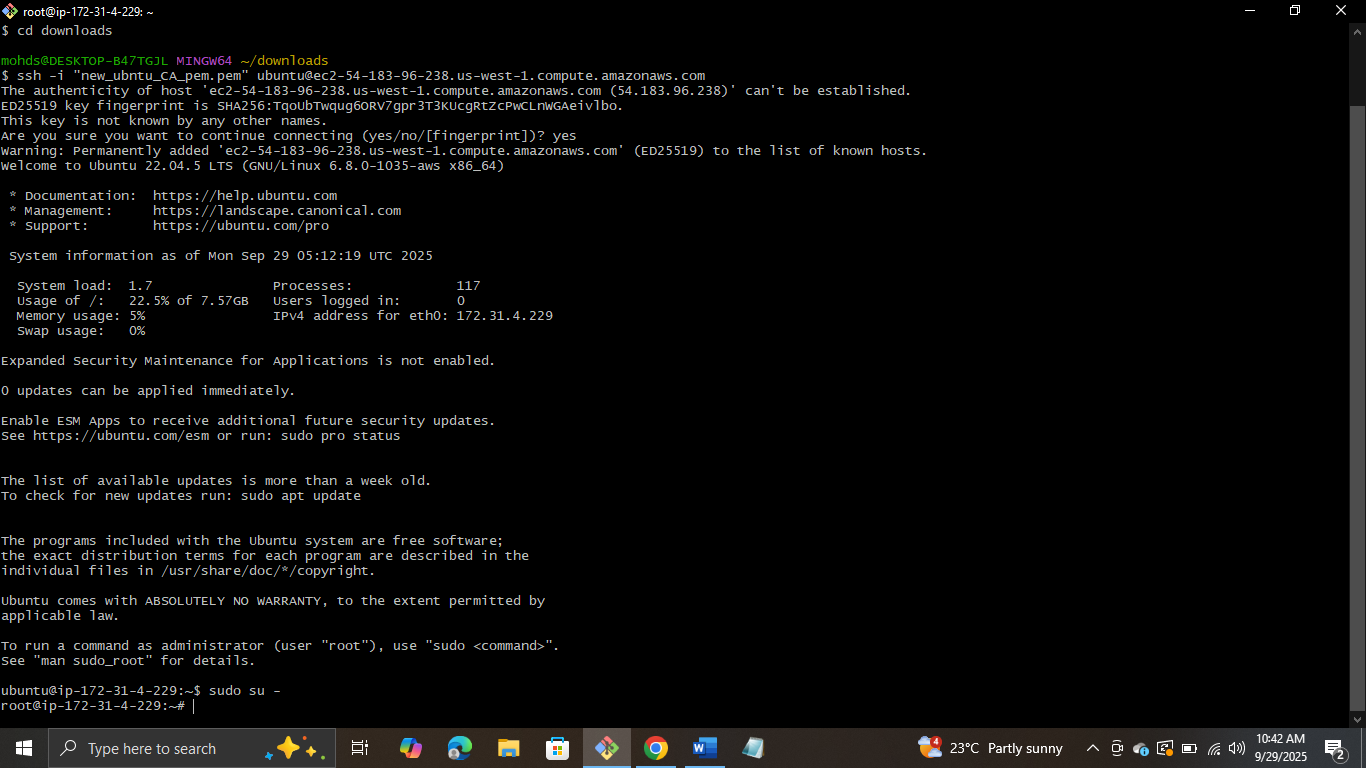 root@ip-172-31-4-229: ~
$ cd downloads
mohds@DESKTOP-B47TGJL MINGW64 ~/downloads
$ ssh -i "new_ubntu_CA_pem.pem" ubuntu@ec2-54-183-96-238.us-west-1.compute.amazonaws.com
The authenticity of host 'ec2-54-183-96-238.us-west-1.compute.amazonaws.com (54.183.96.238)' can't be established.
ED25519 key fingerprint is SHA256:TqoUbTwqug6ORV7gpr3T3KUcgRtZcPwCLnWGAeivlbo.
This key is not known by any other names.
Are you sure you want to continue connecting (yes/no/[fingerprint])? yes
Warning: Permanently added 'ec2-54-183-96-238.us-west-1.compute.amazonaws.com' (ED25519) to the list of known hosts.
Welcome to Ubuntu 22.04.5 LTS (GNU/Linux 6.8.0-1035-aws x86_64)
* Documentation:  https://help.ubuntu.com
* Management:     https://landscape.canonical.com
* Support:        https://ubuntu.com/pro
System information as of Mon Sep 29 05:12:19 UTC 2025
System load:  1.7               Processes:             117
Usage of /:   22.5% of 7.57GB   Users logged in:       0
Memory usage: 5%                IPv4 address for eth0: 172.31.4.229
Swap usage:   0%
Expanded Security Maintenance for Applications is not enabled.
0 updates can be applied immediately.
Enable ESM Apps to receive additional future security updates.
See https://ubuntu.com/esm or run: sudo pro status
The list of available updates is more than a week old.
To check for new updates run: sudo apt update
The programs included with the Ubuntu system are free software;
the exact distribution terms for each program are described in the
individual files in /usr/share/doc/*/copyright.
Ubuntu comes with ABSOLUTELY NO WARRANTY, to the extent permitted by
applicable law.
To run a command as administrator (user "root"), use "sudo <command>".
See "man sudo_root" for details.
ubuntu@ip-172-31-4-229:~$ sudo su -
root@ip-172-31-4-229:~#
Type here to search
W
4
23°C Partly sunny
10:42 AM
9/29/2025
2